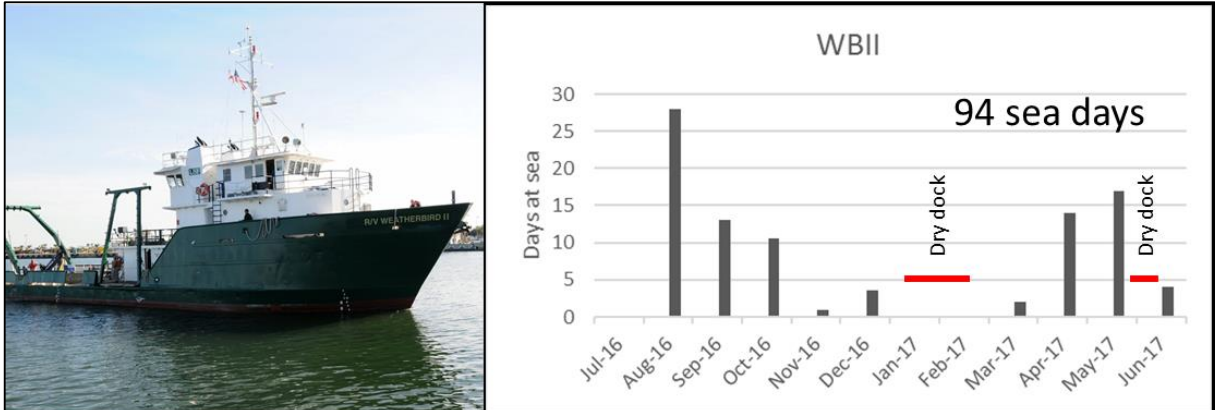 R/V WEATHERBIRD II
WBII
94 sea days
Days at sea
30
25
20
15
10
5
0
Dry dock
Dry dock
Jul-16
Aug-16
Sep-16
Oct-16
Nov-16
Dec-16
Jan-17
Feb-17
Mar-17
Apr-17
May-17
Jun-17